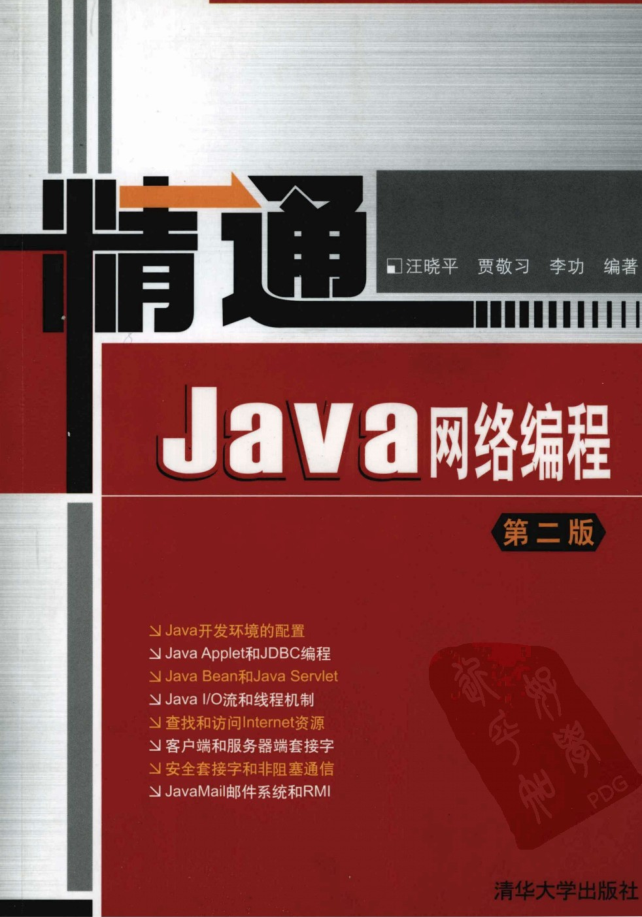 精通
汪晓平 贾敬习 李功 编著
Java网络编程
第二版
Java开发环境的配置
Java Applet和JDBC编程
Java Bean和Java Servlet
Java I/O流和线程机制
查找和访问Internet资源
客户端和服务器端套接字
安全套接字和非阻塞通信
JavaMail邮件系统和RMI
PDG
清华大学出版社